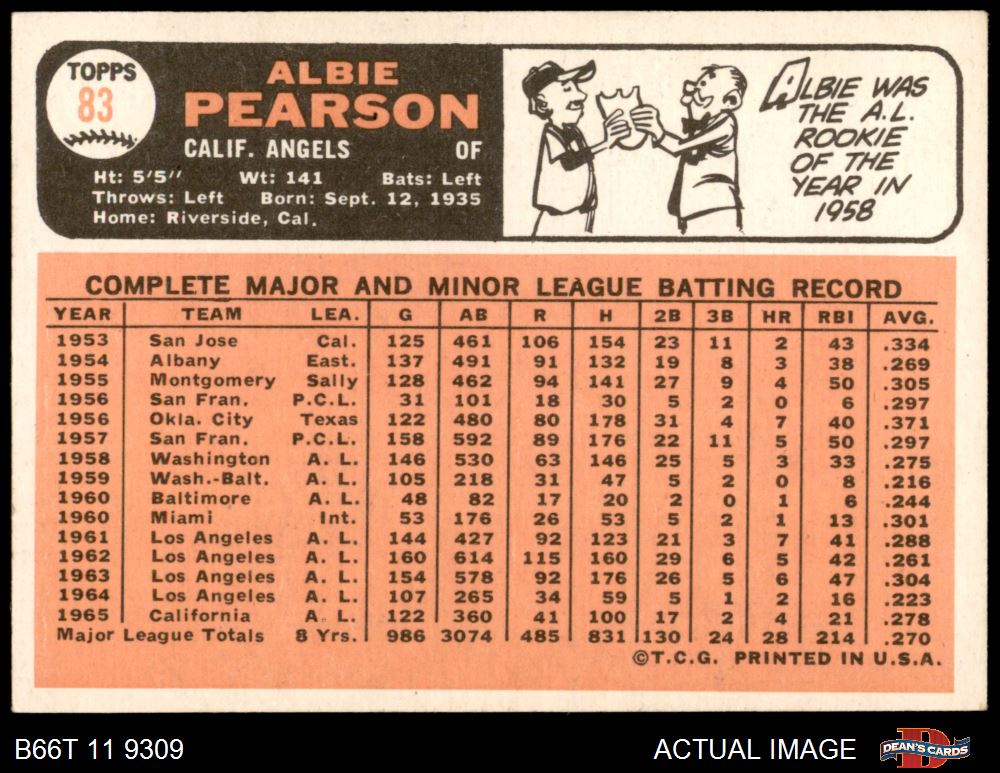 TOPPS
83
ALBIE
PEARSON
CALIF. ANGELS OF
Ht: 5'5" Wt: 141 Bats: Left
Throws: Left Born: Sept. 12, 1935
Home: Riverside, Cal.
ALBIE WAS
THE A.L.
ROOKIE
OF THE
YEAR IN
1958
COMPLETE MAJOR AND MINOR LEAGUE BATTING RECORD
YEAR TEAM LEA. G AB R H 2B 3B HR RBI AVG.
1953 San Jose Cal. 125 461 106 154 23 11 2 43 .334
1954 Albany East. 137 491 91 132 19 8 3 38 .269
1955 Montgomery Sally 128 462 94 141 27 9 4 50 .305
1956 San Fran. P.C.L. 31 101 18 30 5 2 0 6 .297
1956 Okla. City Texas 122 480 80 178 31 4 7 40 .371
1957 San Fran. P.C.L. 158 592 89 176 22 11 5 50 .297
1958 Washington A. L. 146 530 63 146 25 5 3 33 .275
1959 Wash.-Balt. A. L. 105 218 31 47 5 2 0 8 .216
1960 Baltimore A. L. 48 82 17 20 2 0 1 6 .244
1960 Miami Int. 53 176 26 53 5 2 1 13 .301
1961 Los Angeles A. L. 144 427 92 123 21 3 7 41 .288
1962 Los Angeles A. L. 160 614 115 160 29 6 5 42 .261
1963 Los Angeles A. L. 154 578 92 176 26 5 6 47 .304
1964 Los Angeles A. L. 107 265 34 59 5 1 2 16 .223
1965 California A. L. 122 360 41 100 17 2 4 21 .278
Major League Totals 8 Yrs. 986 3074 485 831 130 24 28 214 .270
©T.C.G. PRINTED IN U.S.A.
B66T 11 9309 ACTUAL IMAGE DEAN'S CARDS